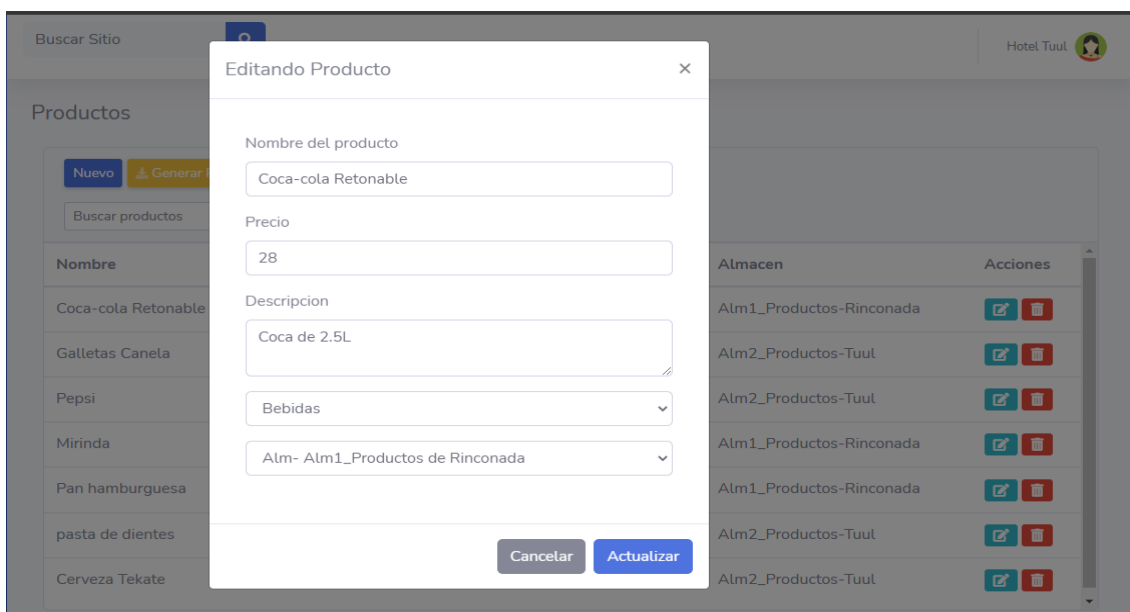 Buscar Sitio
Hotel Tuul
Editando Producto
×
Productos
Nombre del producto
Nuevo
Generar
Coca-cola Retonable
Buscar productos
Precio
28
Nombre
Almacen
Acciones
Descripcion
Coca-cola Retonable
Alm1_Productos-Rinconada
Coca de 2.5L
Galletas Canela
Alm2_Productos-Tuul
Pepsi
Bebidas
Alm2_Productos-Tuul
Mirinda
Alm- Alm1_Productos de Rinconada
Alm1_Productos-Rinconada
Pan hamburguesa
Alm1_Productos-Rinconada
pasta de dientes
Alm2_Productos-Tuul
Cancelar
Actualizar
Cerveza Tekate
Alm2_Productos-Tuul